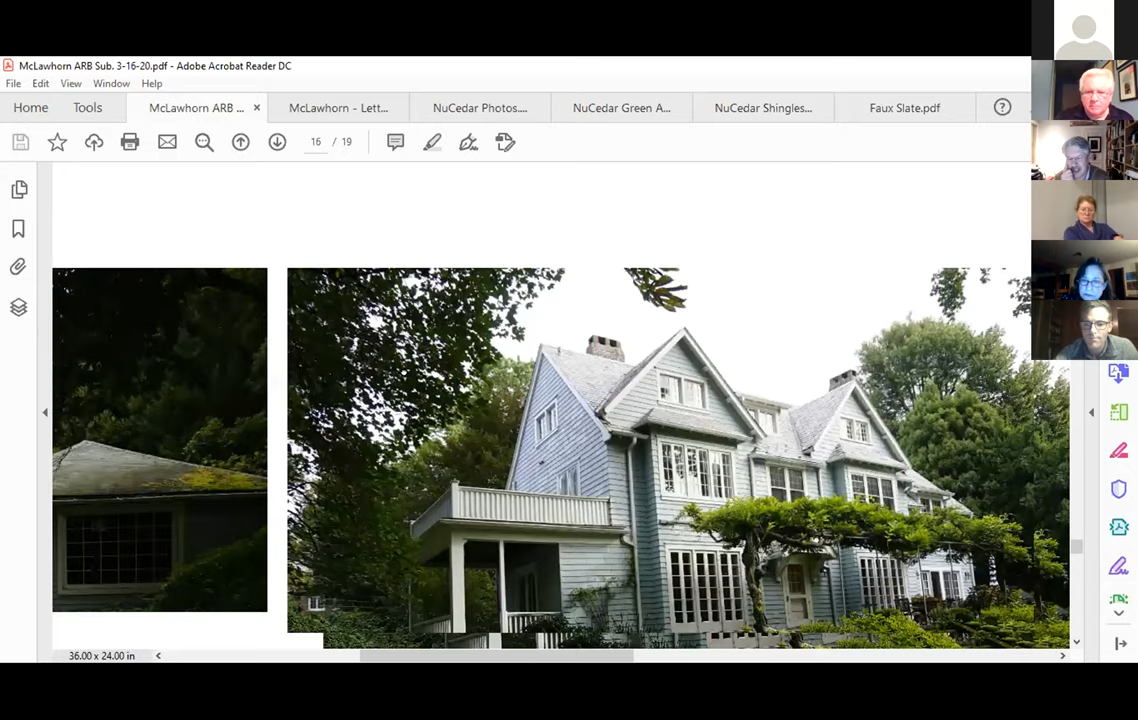 McLawhorn ARB Sub. 3-16-20.pdf - Adobe Acrobat Reader DC
File Edit View Window Help
Home Tools McLawhorn ARB ... × McLawhorn - Lett... NuCedar Photos.... NuCedar Green A... NuCedar Shingles... Faux Slate.pdf
16 / 19
36.00 x 24.00 in